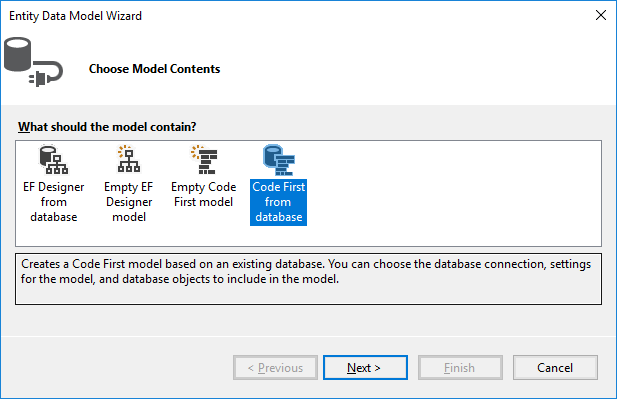 Entity Data Model Wizard
Choose Model Contents
What should the model contain?
EF Designer
from
database
Empty EF
Designer
model
Empty Code
First model
Code First
from
database
Creates a Code First model based on an existing database. You can choose the database connection, settings
for the model, and database objects to include in the model.
< Previous
Next >
Finish
Cancel